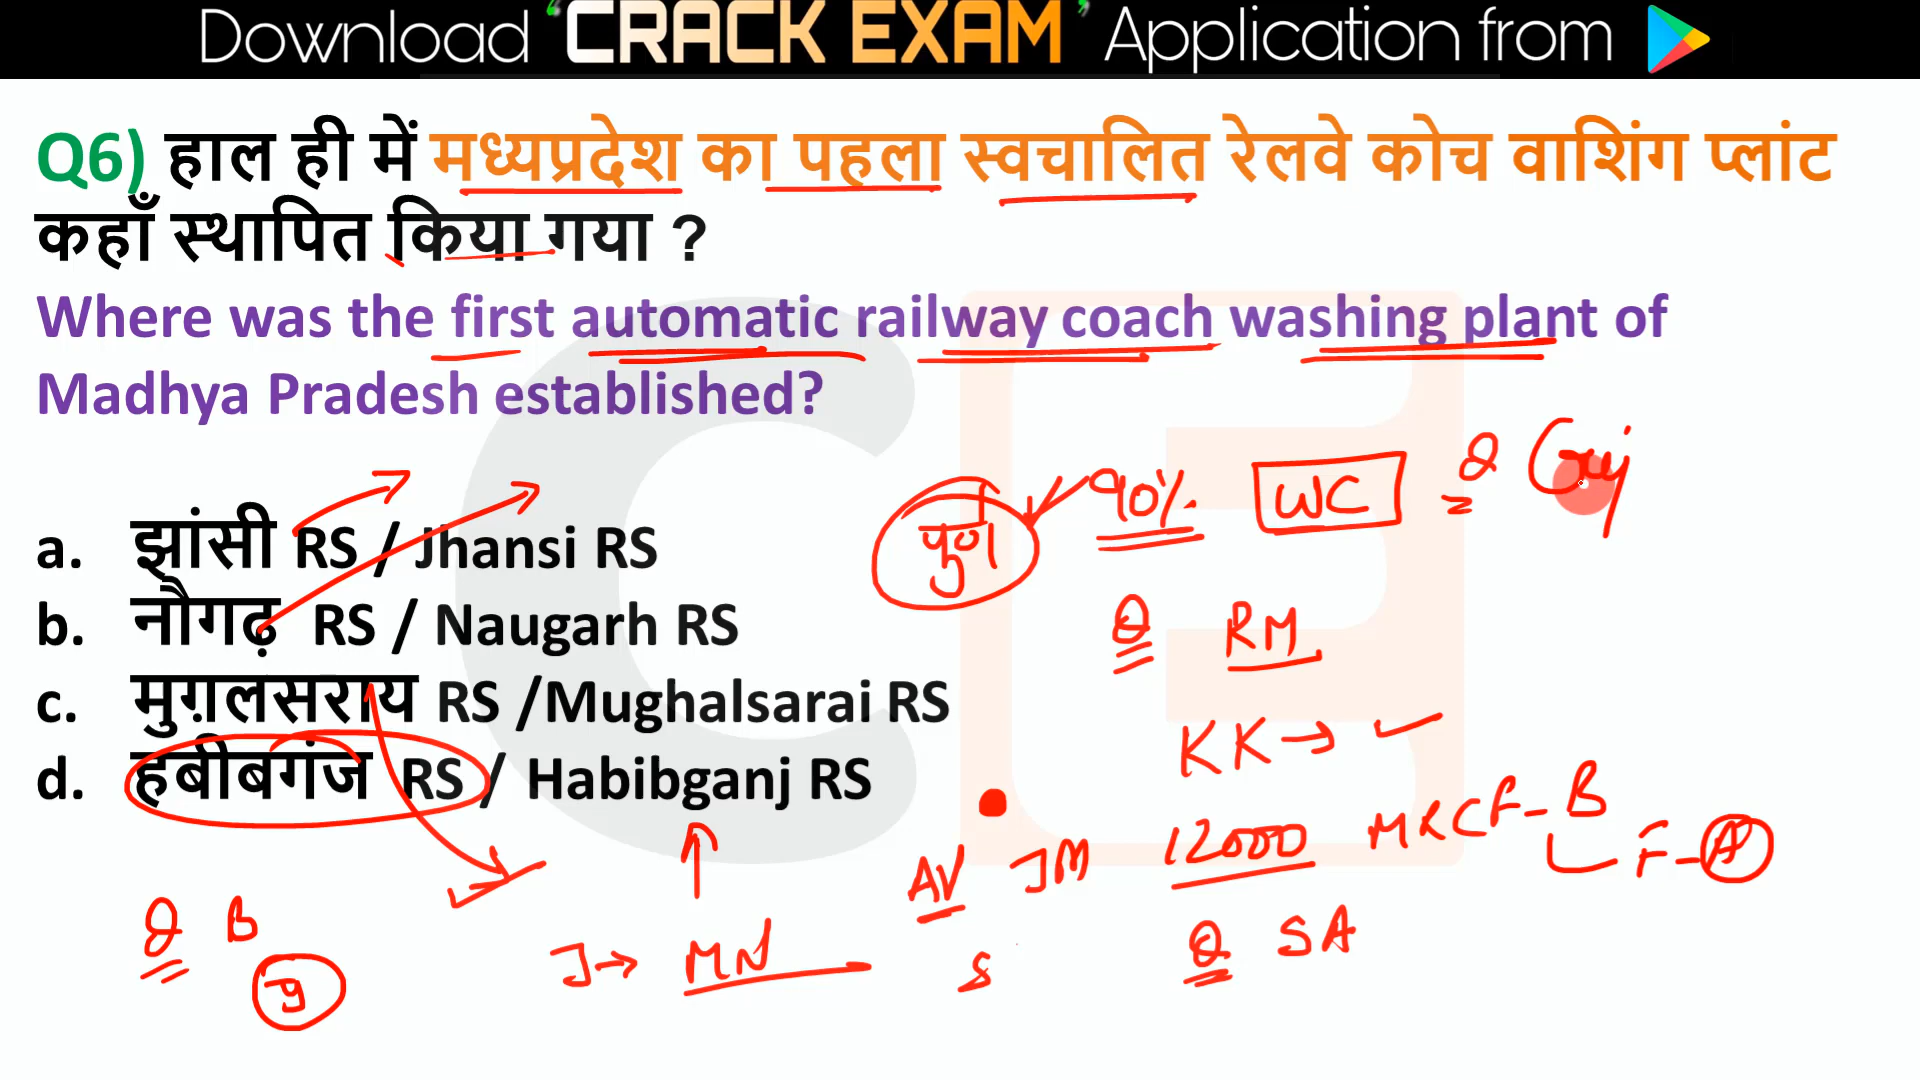 Download ‘CRACK EXAM’ Application from
Q6) हाल ही में मध्यप्रदेश का पहला स्वचालित रेलवे कोच वाशिंग प्लांट
कहाँ स्थापित किया गया ?
Where was the first automatic railway coach washing plant of
Madhya Pradesh established?
a. झांसी RS / Jhansi RS
b. नौगढ़ RS / Naugarh RS
c. मुग़लसराय RS /Mughalsarai RS
d. हबीबगंज RS / Habibganj RS
90% WC
Q RM
KK →
12000 MRCF - B
F - A
AV JM
Q SA
B
J → MN
S